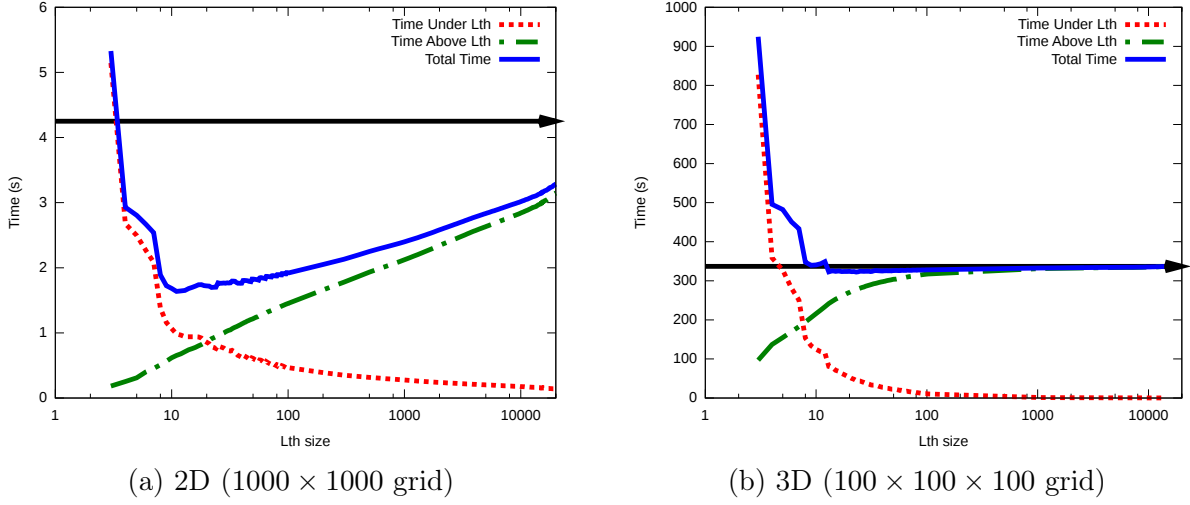 6
5
4
3
2
1
0
1
10
100
1000
10000
Time (s)
Lth size
Time Under Lth
Time Above Lth
Total Time
(a) 2D (1000 × 1000 grid)
1000
900
800
700
600
500
400
300
200
100
0
1
10
100
1000
10000
Time (s)
Lth size
Time Under Lth
Time Above Lth
Total Time
(b) 3D (100 × 100 × 100 grid)